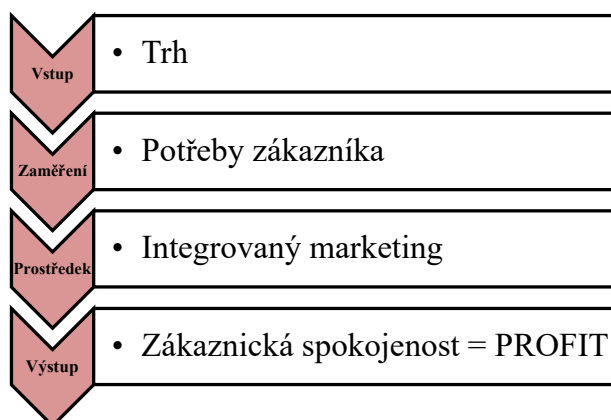 Vstup
• Trh
Zaměření
• Potřeby zákazníka
Prostředek
• Integrovaný marketing
Výstup
• Zákaznická spokojenost = PROFIT